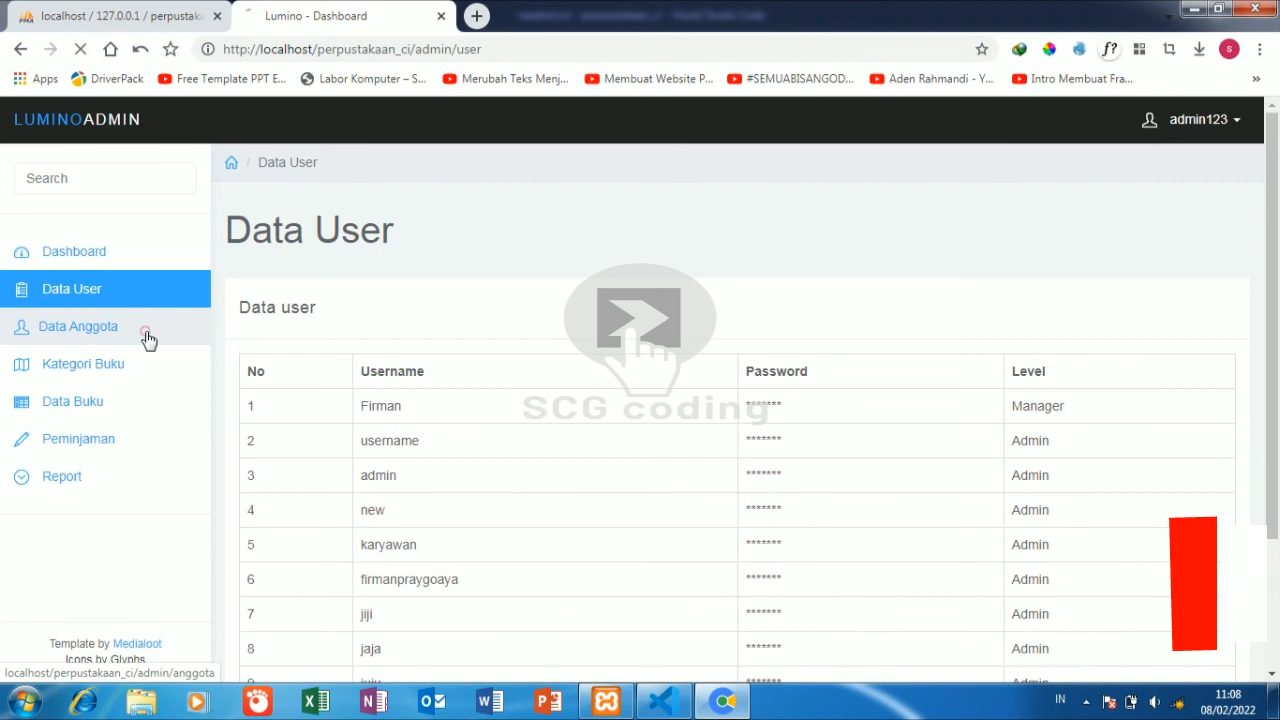 localhost / 127.0.0.1 / perpustaka
Lumino - Dashboard
http://localhost/perpustakaan_ci/admin/user
f?
s
Apps
DriverPack
Free Template PPT E...
Labor Komputer – S...
Merubah Teks Menj...
Membuat Website P...
#SEMUABISANGOD...
Aden Rahmandi - Y...
Intro Membuat Fra...
»
LUMINOADMIN
admin123
Search
/ Data User
Data User
Dashboard
Data User
Data Anggota
Kategori Buku
Data Buku
Peminjaman
Report
Data user
No Username Password Level
1 Firman ******* Manager
2 username ******* Admin
3 admin ******* Admin
4 new ******* Admin
5 karyawan ******* Admin
6 firmanpraygoaya ******* Admin
7 jiji ******* Admin
8 jaja ******* Admin
SCG coding
Template by Medialoot
Icons by Glyphs
localhost/perpustakaan_ci/admin/anggota
IN
11:08
08/02/2022